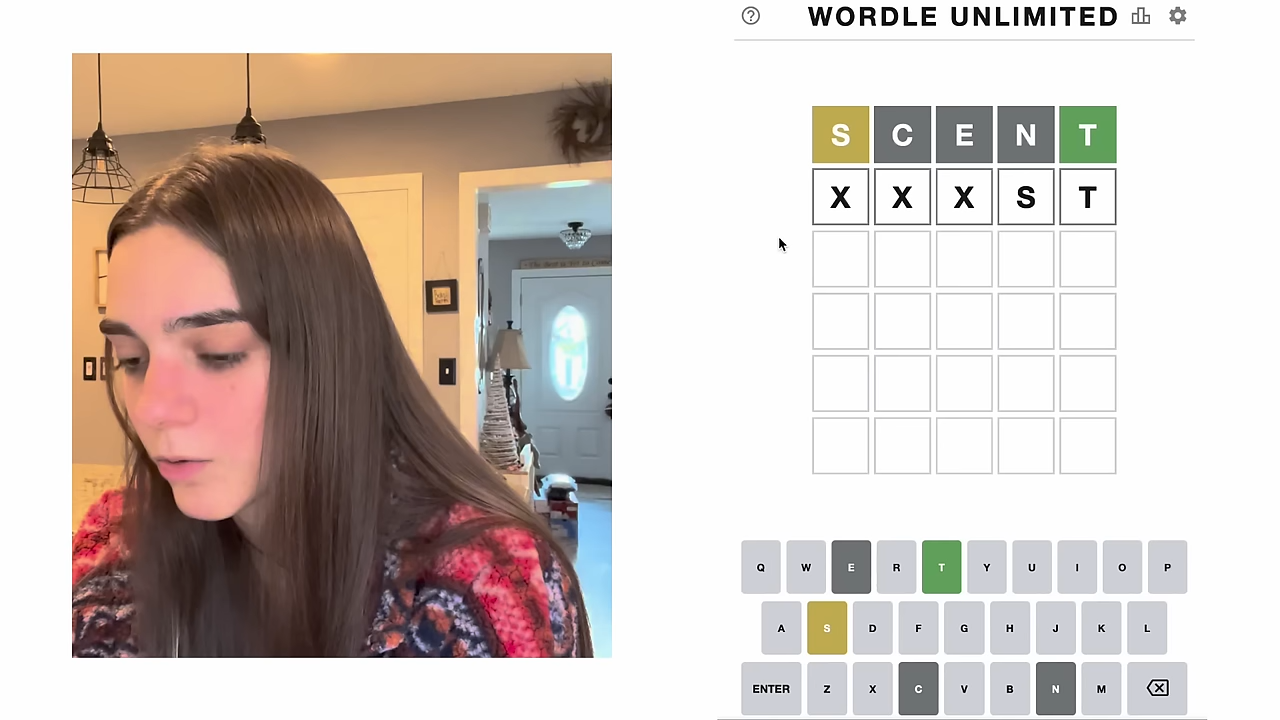 WORDLE UNLIMITED
S C E N T
X X X S T
Q W E R T Y U I O P
A S D F G H J K L
ENTER Z X C V B N M